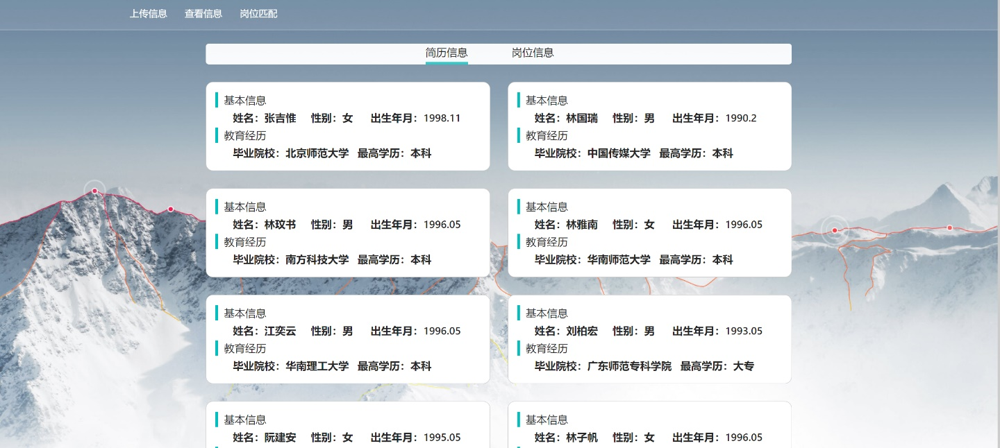 上传信息 查看信息 岗位匹配
简历信息 岗位信息
基本信息
姓名：张吉惟 性别：女 出生年月：1998.11
教育经历
毕业院校：北京师范大学 最高学历：本科
基本信息
姓名：林国瑞 性别：男 出生年月：1990.2
教育经历
毕业院校：中国传媒大学 最高学历：本科
基本信息
姓名：林玟书 性别：男 出生年月：1996.05
教育经历
毕业院校：南方科技大学 最高学历：本科
基本信息
姓名：林雅南 性别：女 出生年月：1996.05
教育经历
毕业院校：华南师范大学 最高学历：本科
基本信息
姓名：江奕云 性别：男 出生年月：1996.05
教育经历
毕业院校：华南理工大学 最高学历：本科
基本信息
姓名：刘柏宏 性别：男 出生年月：1993.05
教育经历
毕业院校：广东师范专科学院 最高学历：大专
基本信息
姓名：阮建安 性别：男 出生年月：1995.05
基本信息
姓名：林子帆 性别：女 出生年月：1996.05